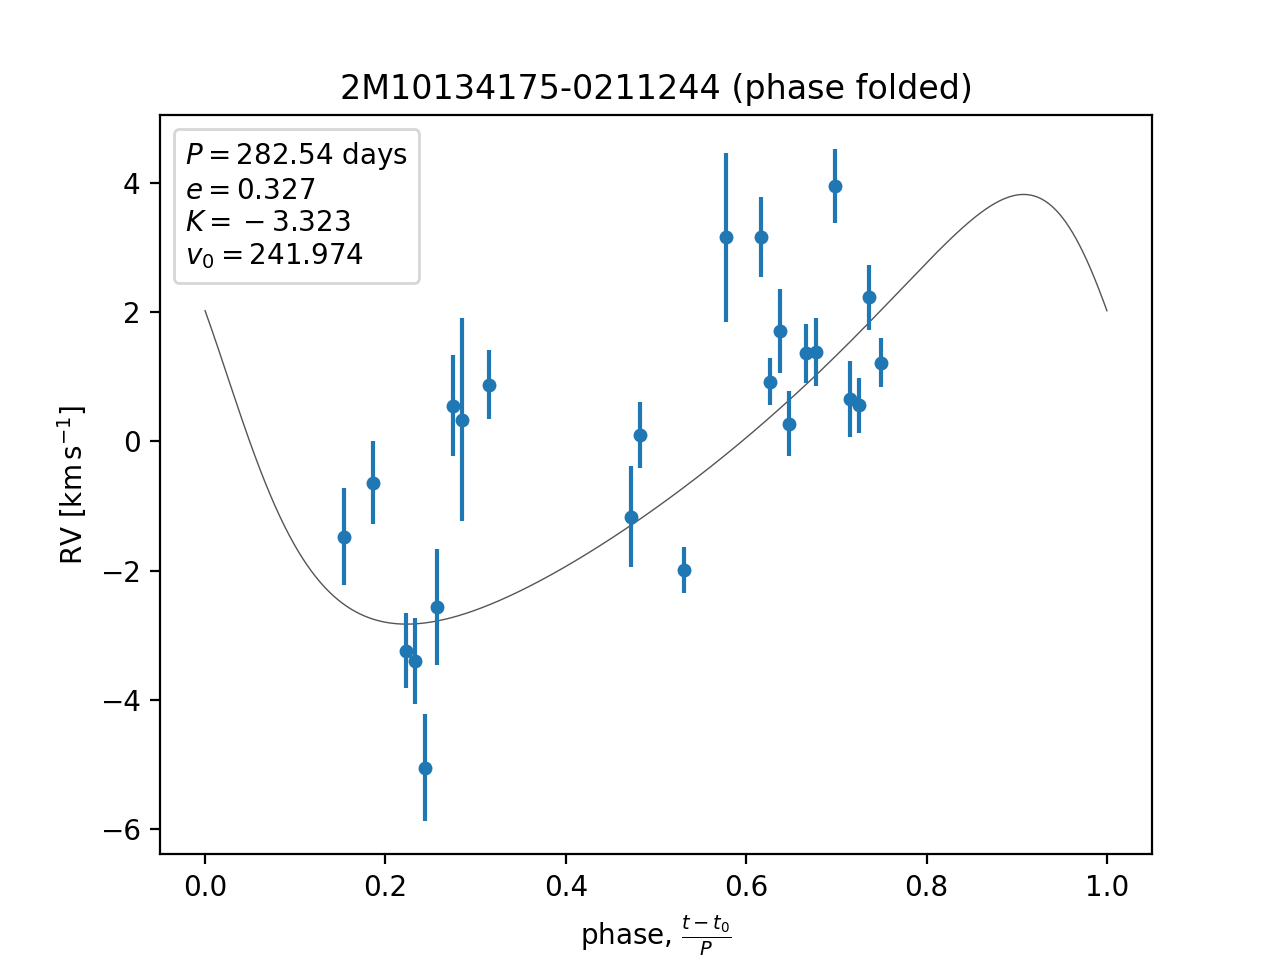 2M10134175-0211244 (phase folded)
P = 282.54 days
e = 0.327
K = −3.323
v₀ = 241.974
4
2
0
−2
−4
−6
RV [km s⁻¹]
0.0 0.2 0.4 0.6 0.8 1.0
phase, (t − t₀)/P